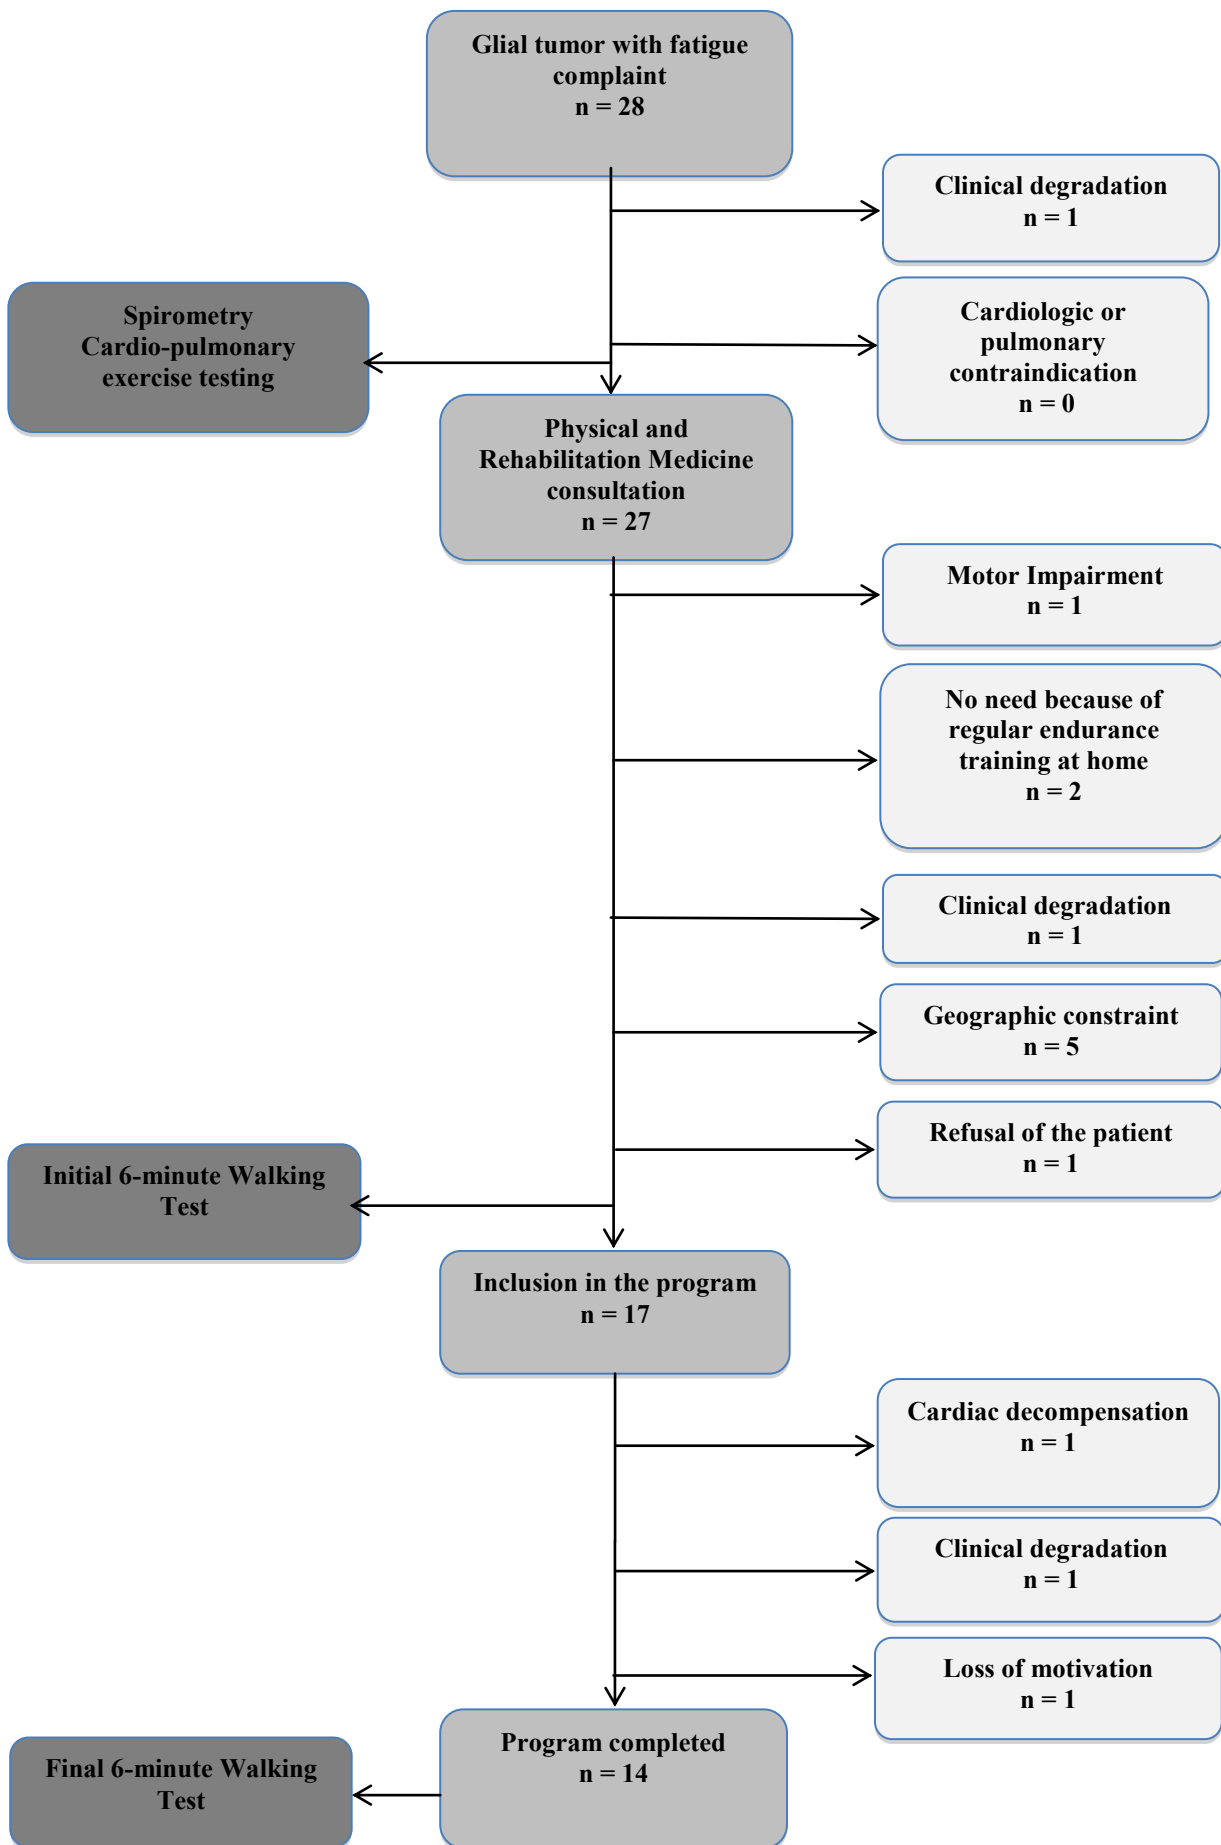 Glial tumor with fatigue
complaint
n = 28
Clinical degradation
n = 1
Spirometry
Cardio-pulmonary
exercise testing
Cardiologic or
pulmonary
contraindication
n = 0
Physical and
Rehabilitation Medicine
consultation
n = 27
Motor Impairment
n = 1
No need because of
regular endurance
training at home
n = 2
Clinical degradation
n = 1
Geographic constraint
n = 5
Refusal of the patient
n = 1
Initial 6-minute Walking
Test
Inclusion in the program
n = 17
Cardiac decompensation
n = 1
Clinical degradation
n = 1
Loss of motivation
n = 1
Program completed
n = 14
Final 6-minute Walking
Test